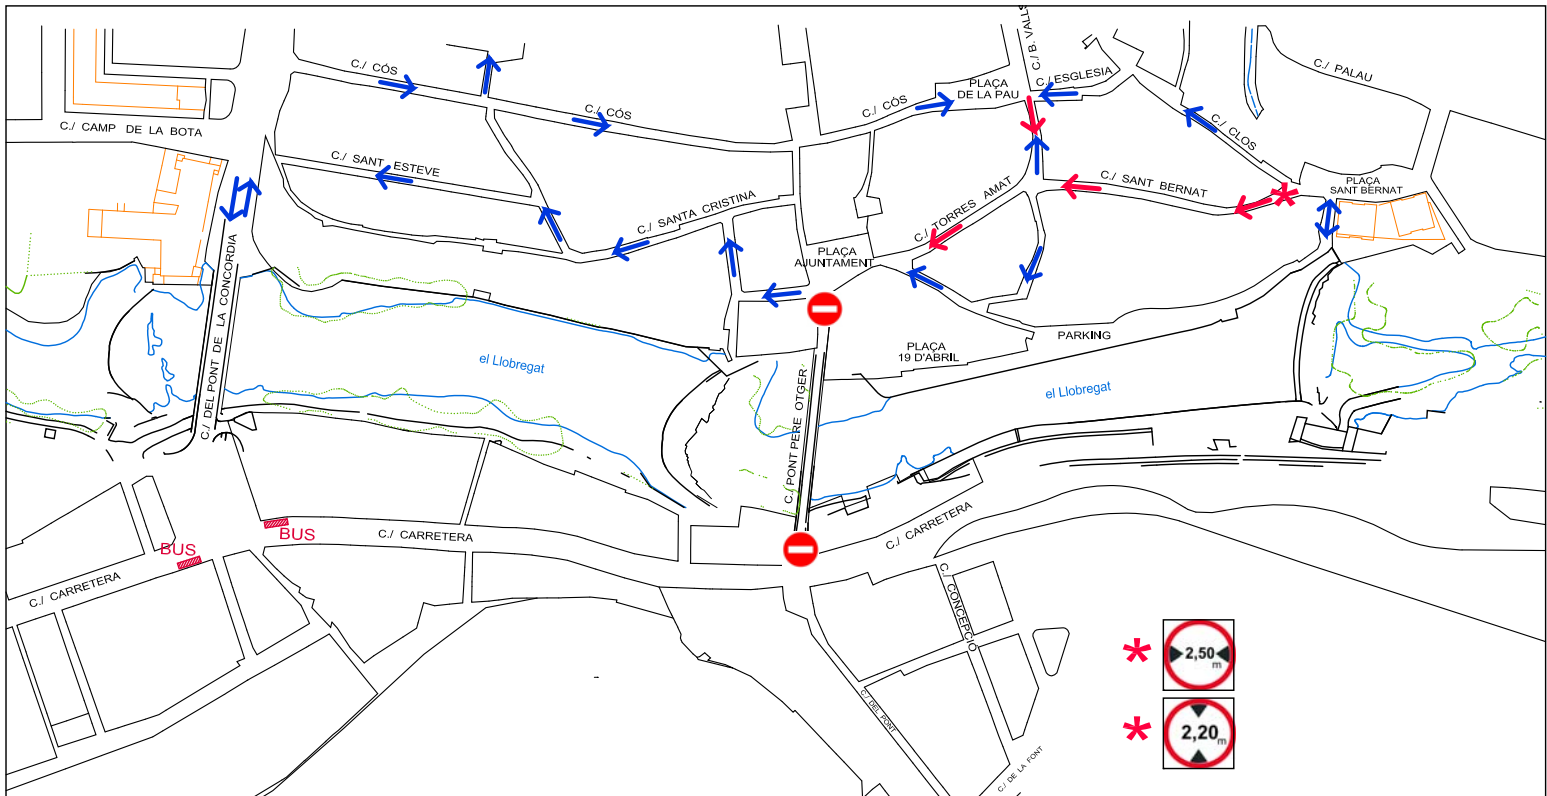 C./ CÓS
C./ B. VALLS
C./ ESGLESIA
C./ PALAU
PLAÇA
DE LA PAU
C./ CÓS
C./ CÓS
C./ CAMP DE LA BOTA
C./ CLOS
C./ SANT ESTEVE
C./ SANT BERNAT
PLAÇA
SANT BERNAT
C./ TORRES AMAT
C./ SANTA CRISTINA
PLAÇA
AJUNTAMENT
C./ DEL PONT DE LA CONCORDIA
PARKING
PLAÇA
19 D'ABRIL
el Llobregat
el Llobregat
C./ PONT PERE OTGER
C./ CARRETERA
BUS
C./ CARRETERA
BUS
C./ CARRETERA
C./ CONCEPCIÓ
C./ DEL PONT
C./ DE LA FONT
* 2,50 m
* 2,20 m